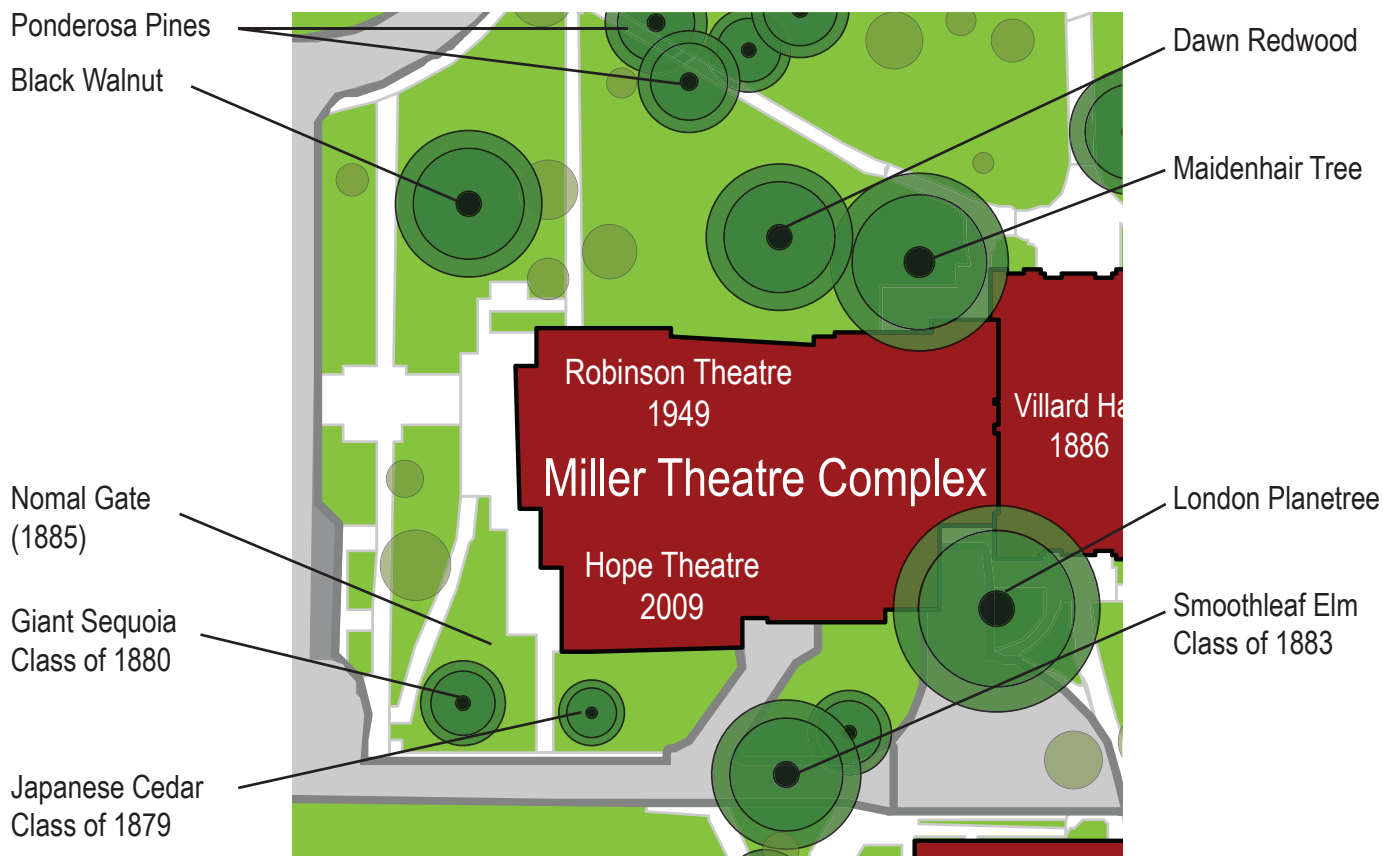 Ponderosa Pines
Black Walnut
Dawn Redwood
Maidenhair Tree
Robinson Theatre
1949
Villard Ha
1886
Miller Theatre Complex
Nomal Gate
(1885)
London Planetree
Hope Theatre
2009
Giant Sequoia
Class of 1880
Smoothleaf Elm
Class of 1883
Japanese Cedar
Class of 1879